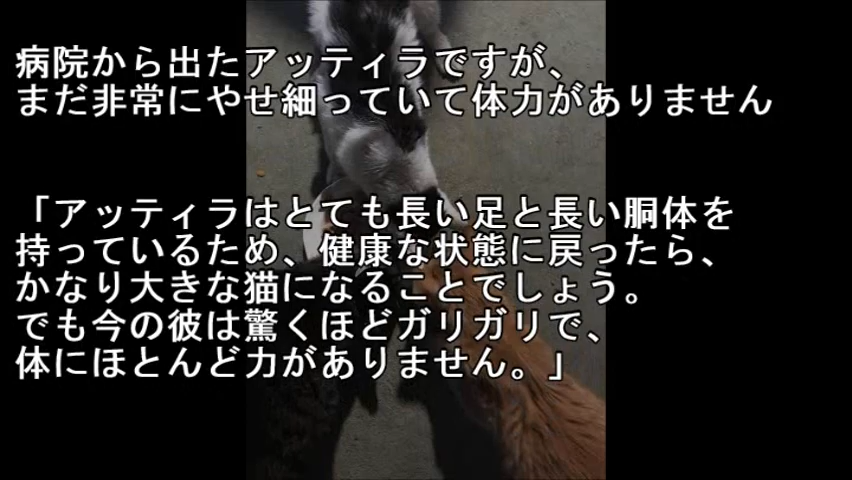 病院から出たアッティラですが、
まだ非常にやせ細っていて体力がありません
「アッティラはとても長い足と長い胴体を
持っているため、健康な状態に戻ったら、
かなり大きな猫になることでしょう。
でも今の彼は驚くほどガリガリで、
体にほとんど力がありません。」